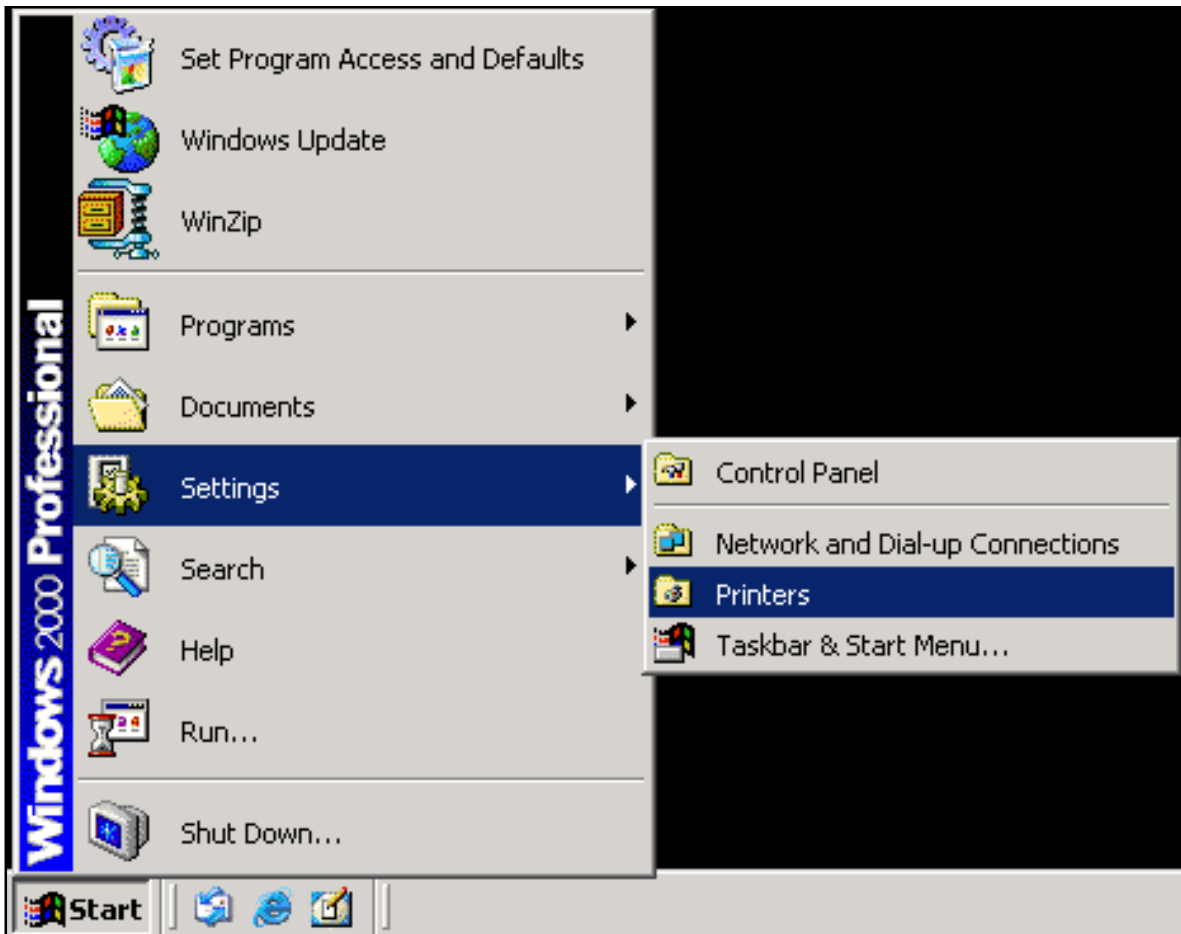 Set Program Access and Defaults
Windows Update
WinZip
Programs
Documents
Settings
Search
Help
Run...
Shut Down...
Control Panel
Network and Dial-up Connections
Printers
Taskbar & Start Menu...
Windows 2000 Professional
Start